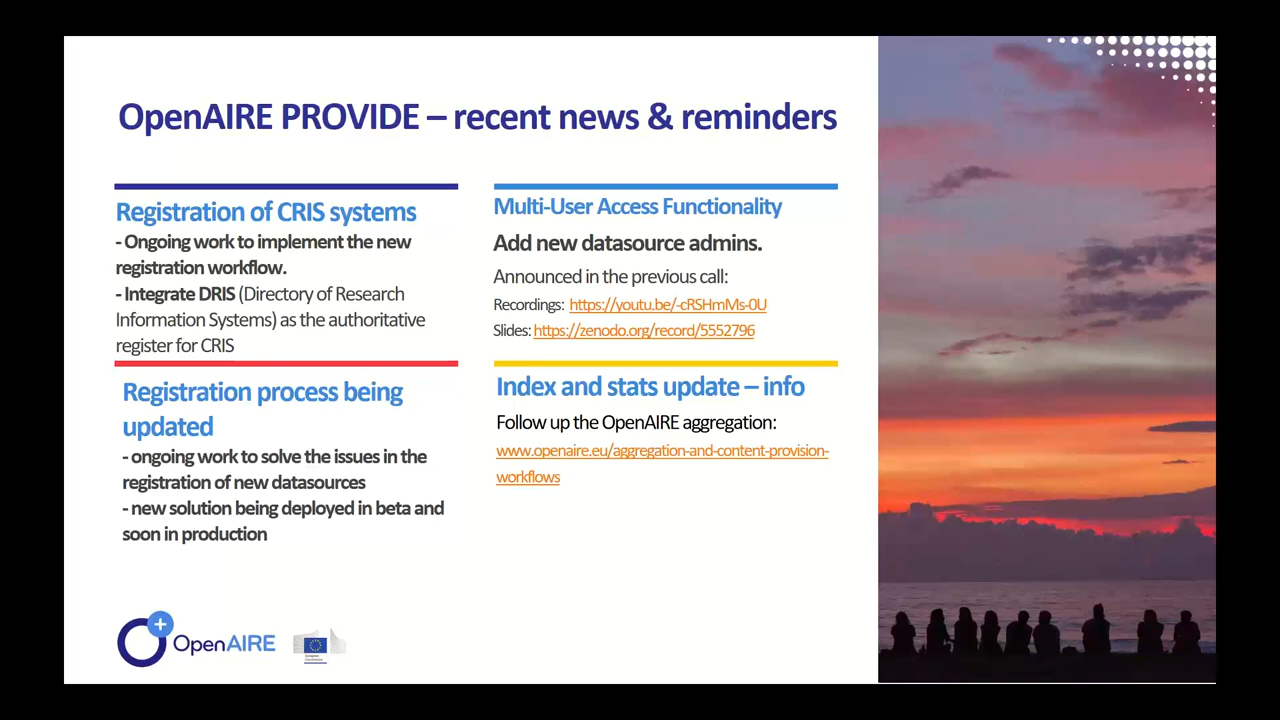 OpenAIRE PROVIDE – recent news & reminders
Registration of CRIS systems
- Ongoing work to implement the new
registration workflow.
- Integrate DRIS (Directory of Research
Information Systems) as the authoritative
register for CRIS
Multi-User Access Functionality
Add new datasource admins.
Announced in the previous call:
Recordings: https://youtu.be/-cRSHmMs-0U
Slides: https://zenodo.org/record/5552796
Registration process being
updated
- ongoing work to solve the issues in the
registration of new datasources
- new solution being deployed in beta and
soon in production
Index and stats update – info
Follow up the OpenAIRE aggregation:
www.openaire.eu/aggregation-and-content-provision-
workflows
OpenAIRE